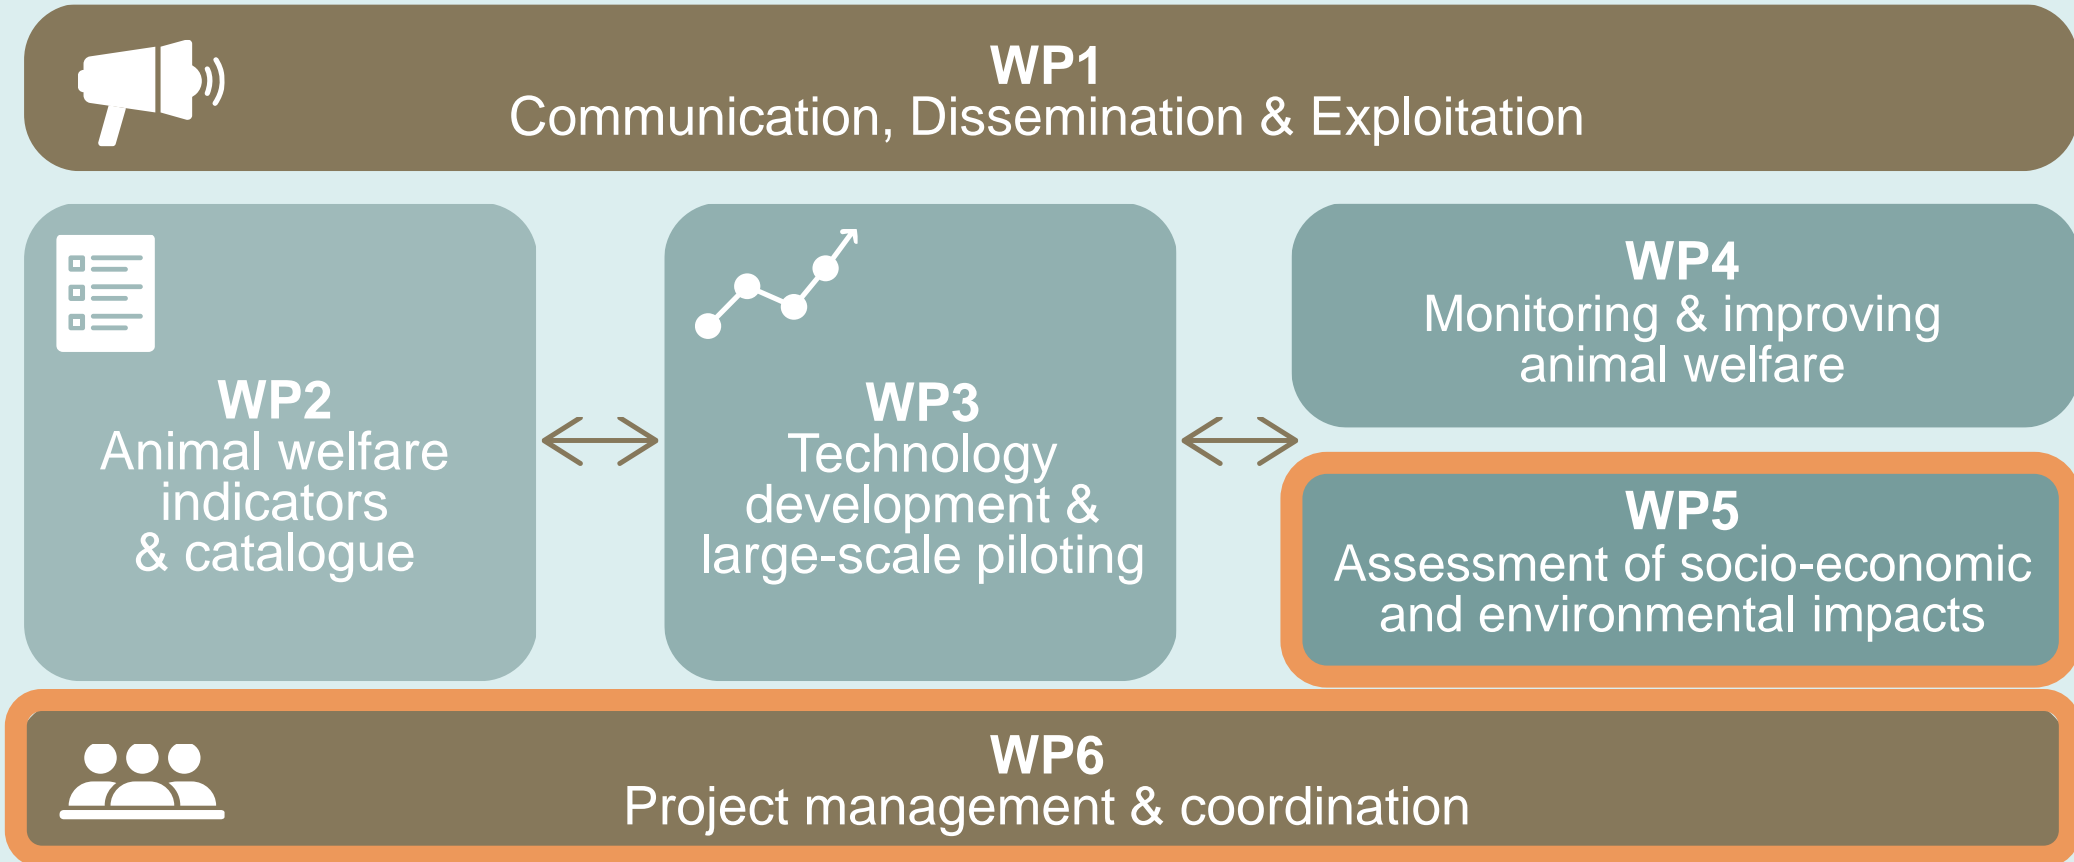 WP1
Communication, Dissemination & Exploitation
WP2
Animal welfare
indicators
& catalogue
WP3
Technology
development &
large-scale piloting
WP4
Monitoring & improving
animal welfare
WP5
Assessment of socio-economic
and environmental impacts
WP6
Project management & coordination